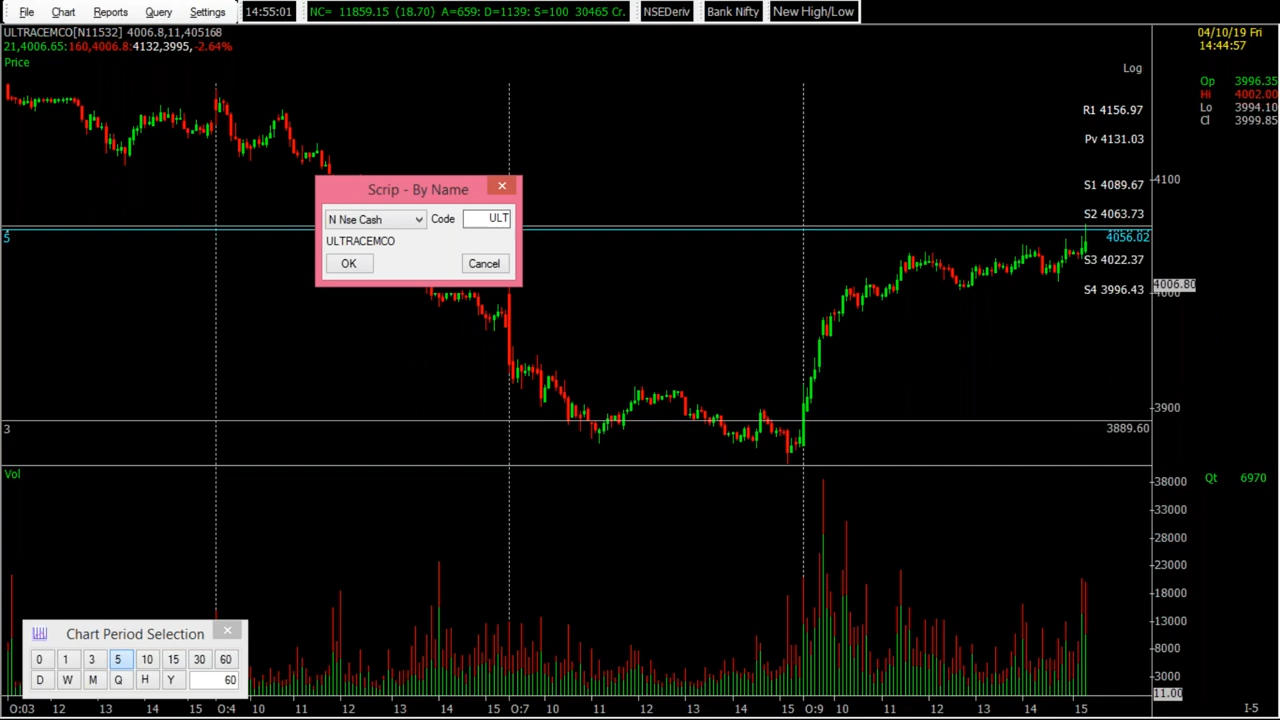 File Chart Reports Query Settings 14:55:01 NC= 11859.15 (18.70) A=659: D=1139: S=100 30465 Cr. NSEDeriv Bank Nifty New High/Low
ULTRACEMCO[N11532] 4006.8,11,405168
21,4006.65:160,4006.8:4132,3995,-2.64%
Price
04/10/19 Fri
14:44:57
Log
Op 3996.35
Hi 4002.00
Lo 3994.10
Cl 3999.85
R1 4156.97
Pv 4131.03
4100
S1 4089.67
S2 4063.73
5
4056.02
S3 4022.37
4006.80
4000
S4 3996.43
Scrip - By Name
N Nse Cash Code ULT
ULTRACEMCO
OK Cancel
3900
3
3889.60
Vol
38000
33000
28000
23000
18000
13000
8000
3000
11.00
Qt 6970
Chart Period Selection
0 1 3 5 10 15 30 60
D W M Q H Y 60
O:03 12 13 14 15 O:4 10 11 12 13 14 15 O:7 10 11 12 13 14 15 O:9 10 11 12 13 14 15
I-5